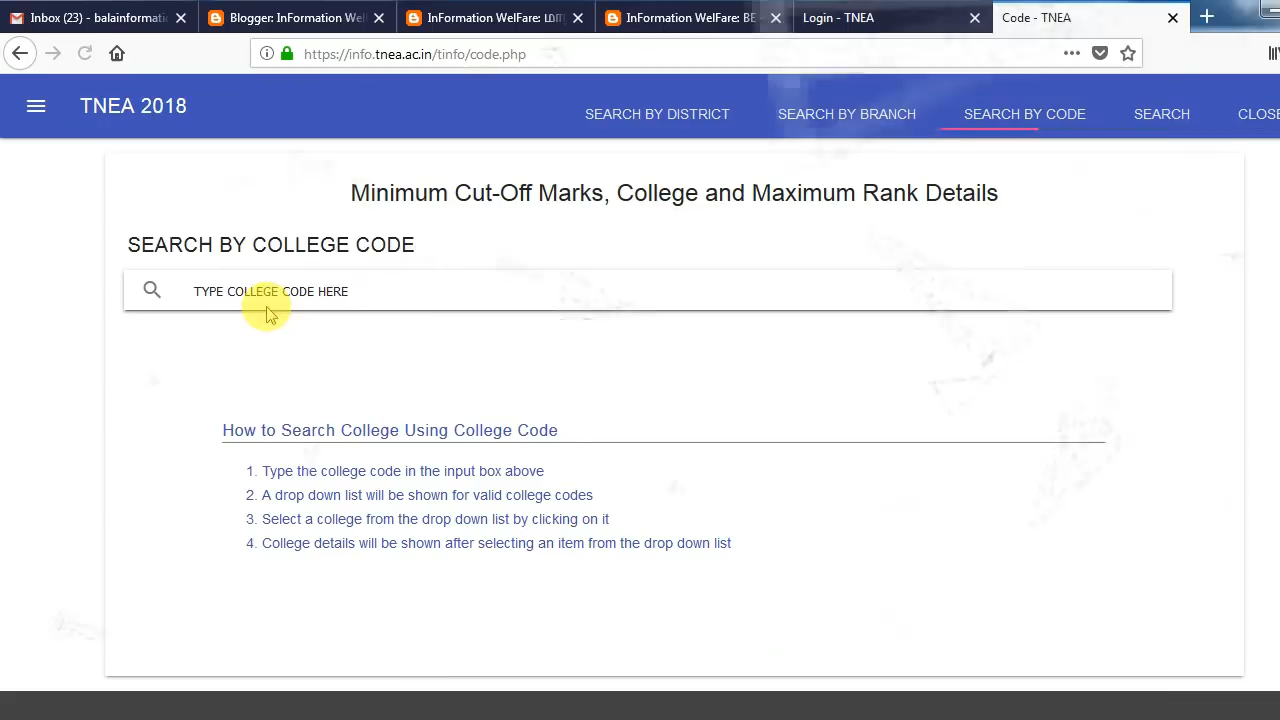 Inbox (23) - balainformati
Blogger: InFormation Wel
InFormation WelFare:
InFormation WelFare: BE
Login - TNEA
Code - TNEA
https://info.tnea.ac.in/tinfo/code.php
TNEA 2018
SEARCH BY DISTRICT
SEARCH BY BRANCH
SEARCH BY CODE
SEARCH
CLOSE
Minimum Cut-Off Marks, College and Maximum Rank Details
SEARCH BY COLLEGE CODE
TYPE COLLEGE CODE HERE
How to Search College Using College Code
1. Type the college code in the input box above
2. A drop down list will be shown for valid college codes
3. Select a college from the drop down list by clicking on it
4. College details will be shown after selecting an item from the drop down list